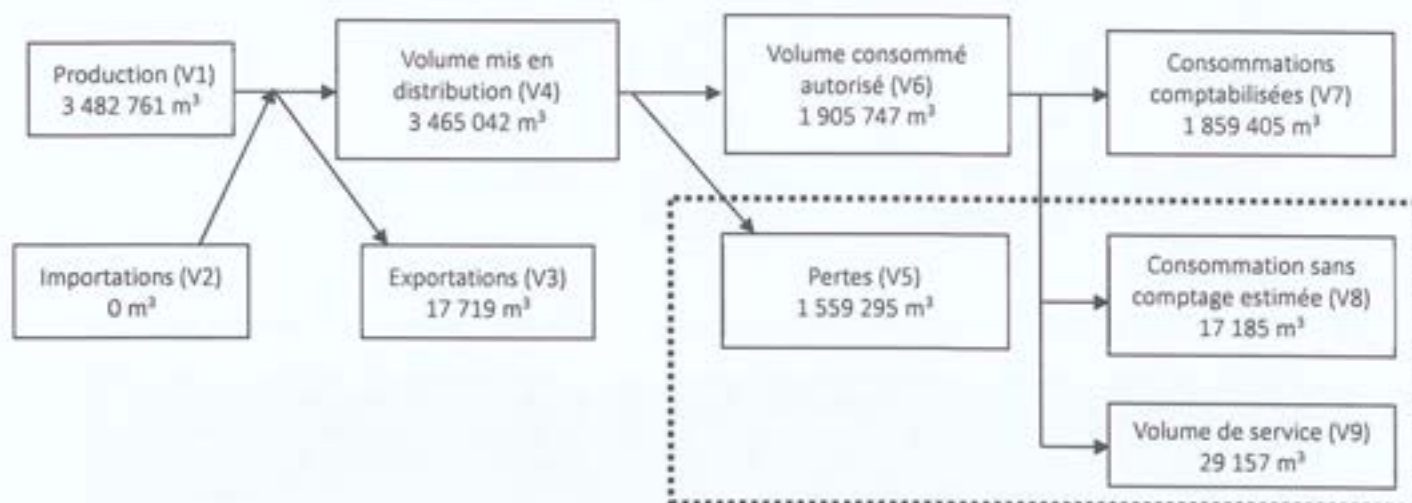 Production (V1)
3 482 761 m³
Volume mis en
distribution (V4)
3 465 042 m³
Volume consommé
autorisé (V6)
1 905 747 m³
Consommations
comptabilisées (V7)
1 859 405 m³
Importations (V2)
0 m³
Exportations (V3)
17 719 m³
Pertes (V5)
1 559 295 m³
Consommation sans
comptage estimée (V8)
17 185 m³
Volume de service (V9)
29 157 m³